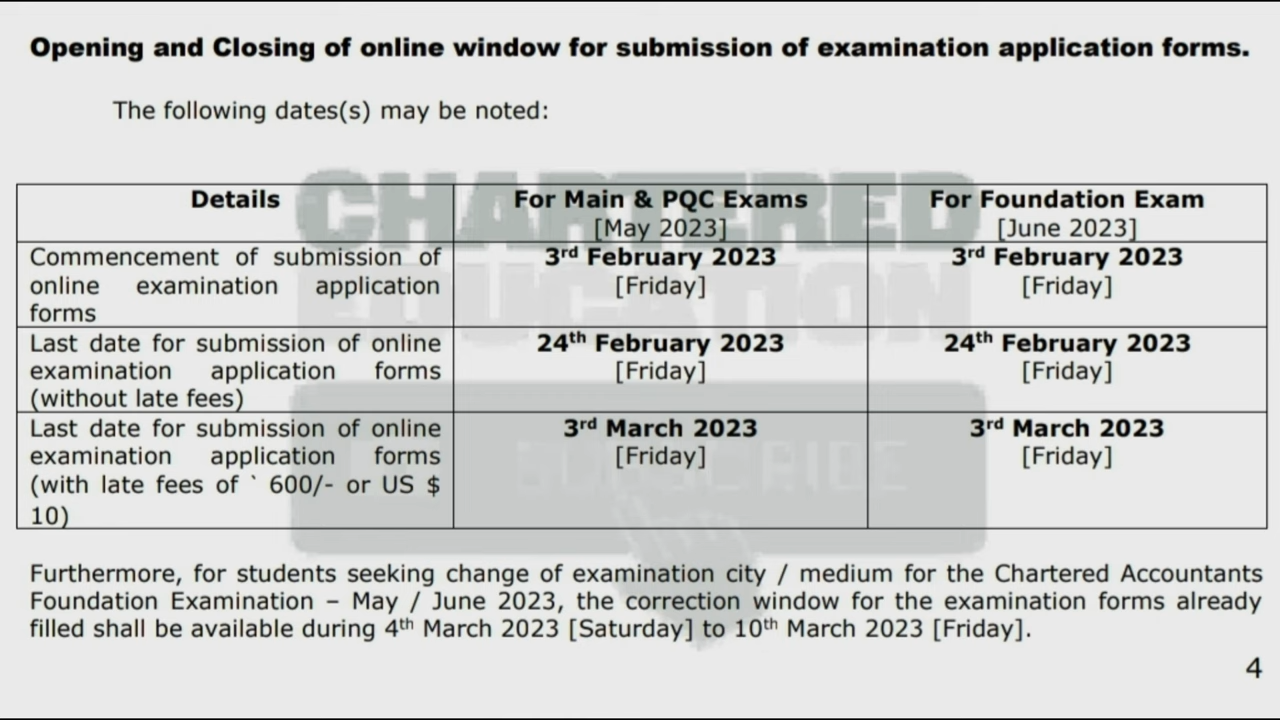 Opening and Closing of online window for submission of examination application forms.
The following dates(s) may be noted:
CHARTERED
EDUCATION
SUBSCRIBE
Details
For Main & PQC Exams
[May 2023]
For Foundation Exam
[June 2023]
Commencement of submission of
online examination application
forms
3rd February 2023
[Friday]
3rd February 2023
[Friday]
Last date for submission of online
examination application forms
(without late fees)
24th February 2023
[Friday]
24th February 2023
[Friday]
Last date for submission of online
examination application forms
(with late fees of ` 600/- or US $
10)
3rd March 2023
[Friday]
3rd March 2023
[Friday]
Furthermore, for students seeking change of examination city / medium for the Chartered Accountants
Foundation Examination – May / June 2023, the correction window for the examination forms already
filled shall be available during 4th March 2023 [Saturday] to 10th March 2023 [Friday].
4